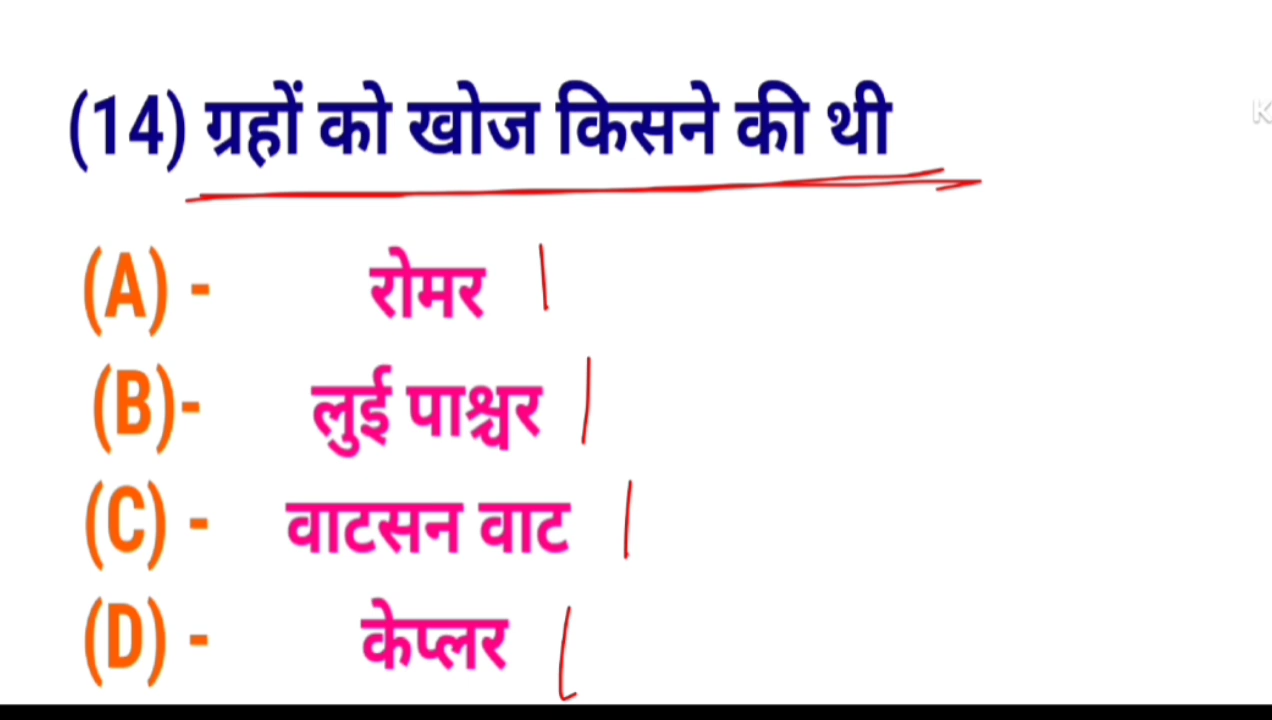 (14) ग्रहों को खोज किसने की थी
(A) - रोमर
(B)- लुई पाश्चर
(C) - वाटसन वाट
(D) - केप्लर